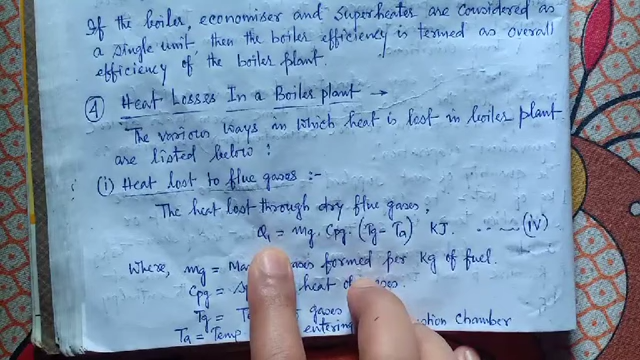 If the boiler, economiser and superheater are considered as
a single unit, then the boiler efficiency is termed as overall
efficiency of the boiler plant.
④ Heat Losses In a Boiler plant →
The various ways in which heat is lost in boiler plant
are listed below:
(i) Heat lost to flue gases :-
The heat lost through dry flue gases,
Q₁ = mg. Cpg. (Tg - Ta) KJ. ------(IV)
Where, mg = gases formed per Kg of fuel.
Cpg = heat gases.
Tg = gases
Ta = Temp entering chamber